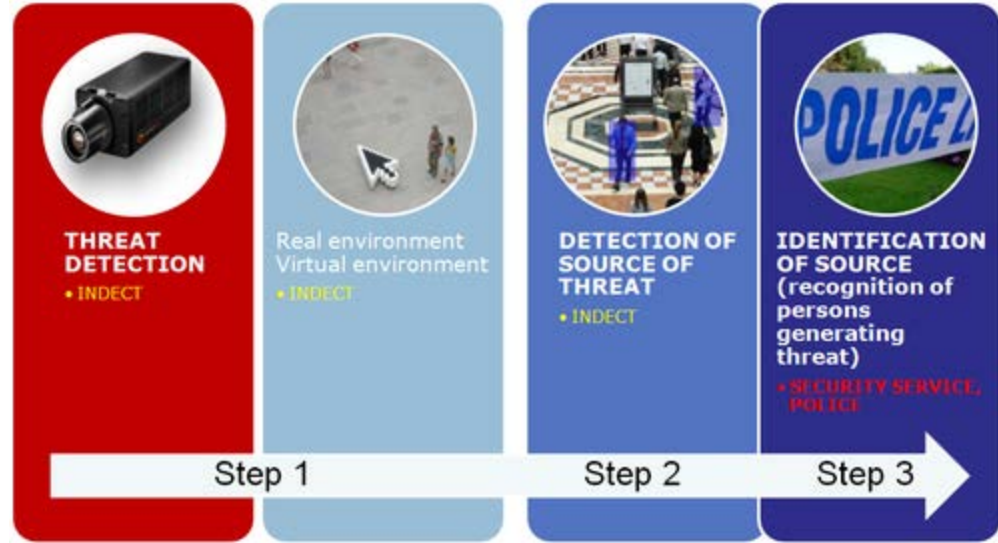 THREAT
DETECTION
• INDECT
Real environment
Virtual environment
• INDECT
DETECTION OF
SOURCE OF
THREAT
• INDECT
POLICE
IDENTIFICATION
OF SOURCE
(recognition of
persons
generating
threat)
• SECURITY SERVICE,
POLICE
Step 1
Step 2
Step 3